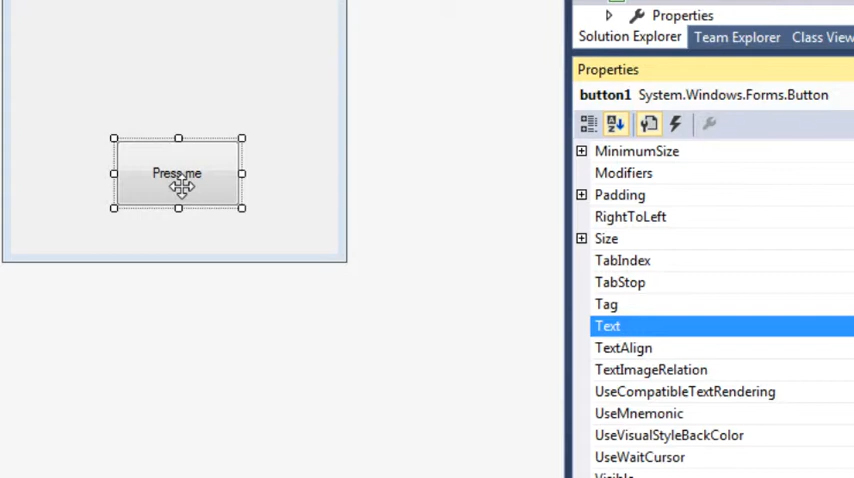 Properties
Solution Explorer Team Explorer Class View
Properties
button1 System.Windows.Forms.Button
MinimumSize
Modifiers
Press me
Padding
RightToLeft
Size
TabIndex
TabStop
Tag
Text
TextAlign
TextImageRelation
UseCompatibleTextRendering
UseMnemonic
UseVisualStyleBackColor
UseWaitCursor
Visible